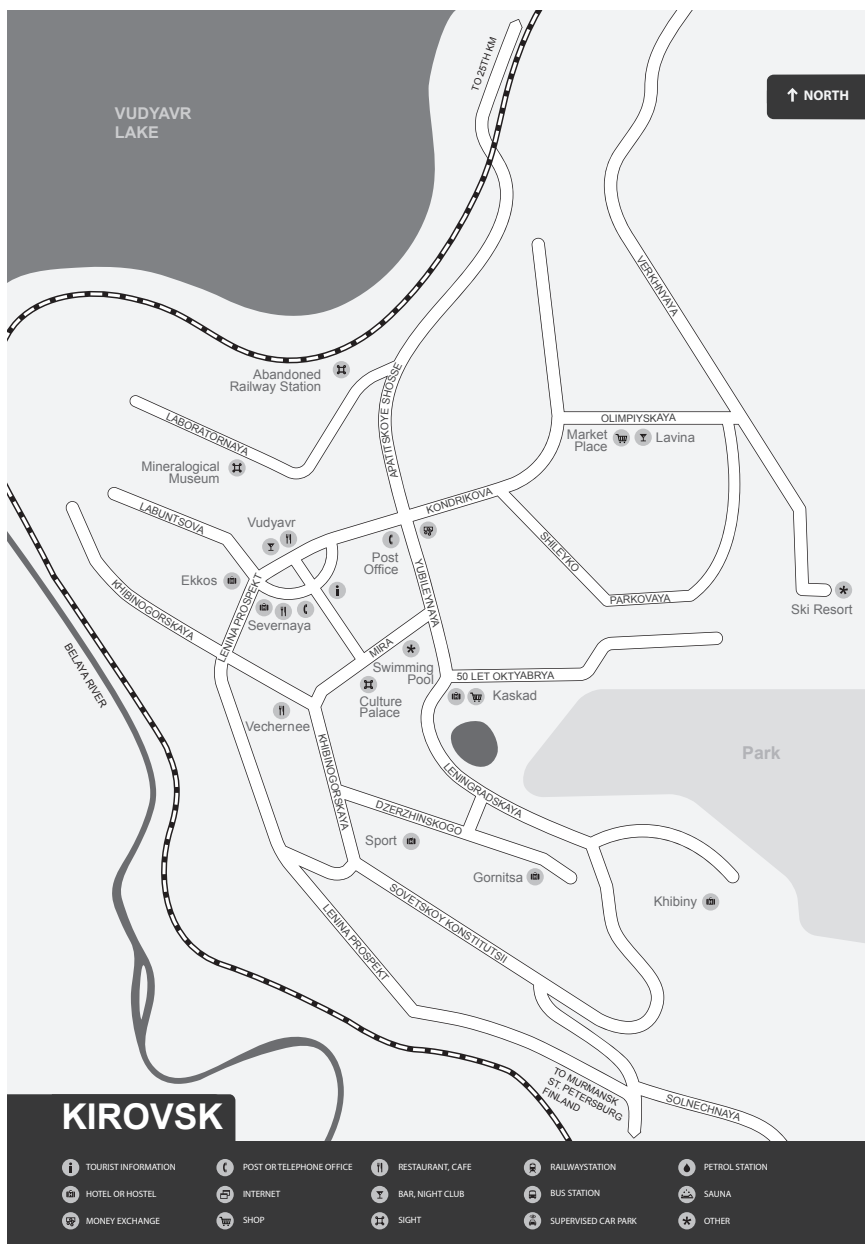 TO 25TH KM
VUDYAVR
LAKE
↑ NORTH
VERKHNYAYA
Abandoned
Railway Station
APATITSKOYE SHOSSE
LABORATORNAYA
OLIMPIYSKAYA
Market
Place
Lavina
Mineralogical
Museum
KONDRIKOVA
LABUNTSOVA
Vudyavr
Post
Office
SHILEYKO
Ekkos
YUBILEYNAYA
PARKOVAYA
Ski Resort
KHIBINOGORSKAYA
LENINA PROSPEKT
Severnaya
MIRA
Swimming
Pool
BELAYA RIVER
50 LET OKTYABRYA
Kaskad
Culture
Palace
Vechernee
Park
KHIBINOGORSKAYA
LENINGRADSKAYA
DZERZHINSKOGO
Sport
Gornitsa
Khibiny
LENINA PROSPEKT
SOVETSKOY KONSTITUTSII
TO MURMANSK
ST. PETERSBURG
FINLAND
SOLNECHNAYA
KIROVSK
TOURIST INFORMATION
HOTEL OR HOSTEL
MONEY EXCHANGE
POST OR TELEPHONE OFFICE
INTERNET
SHOP
RESTAURANT, CAFE
BAR, NIGHT CLUB
SIGHT
RAILWAYSTATION
BUS STATION
SUPERVISED CAR PARK
PETROL STATION
SAUNA
OTHER